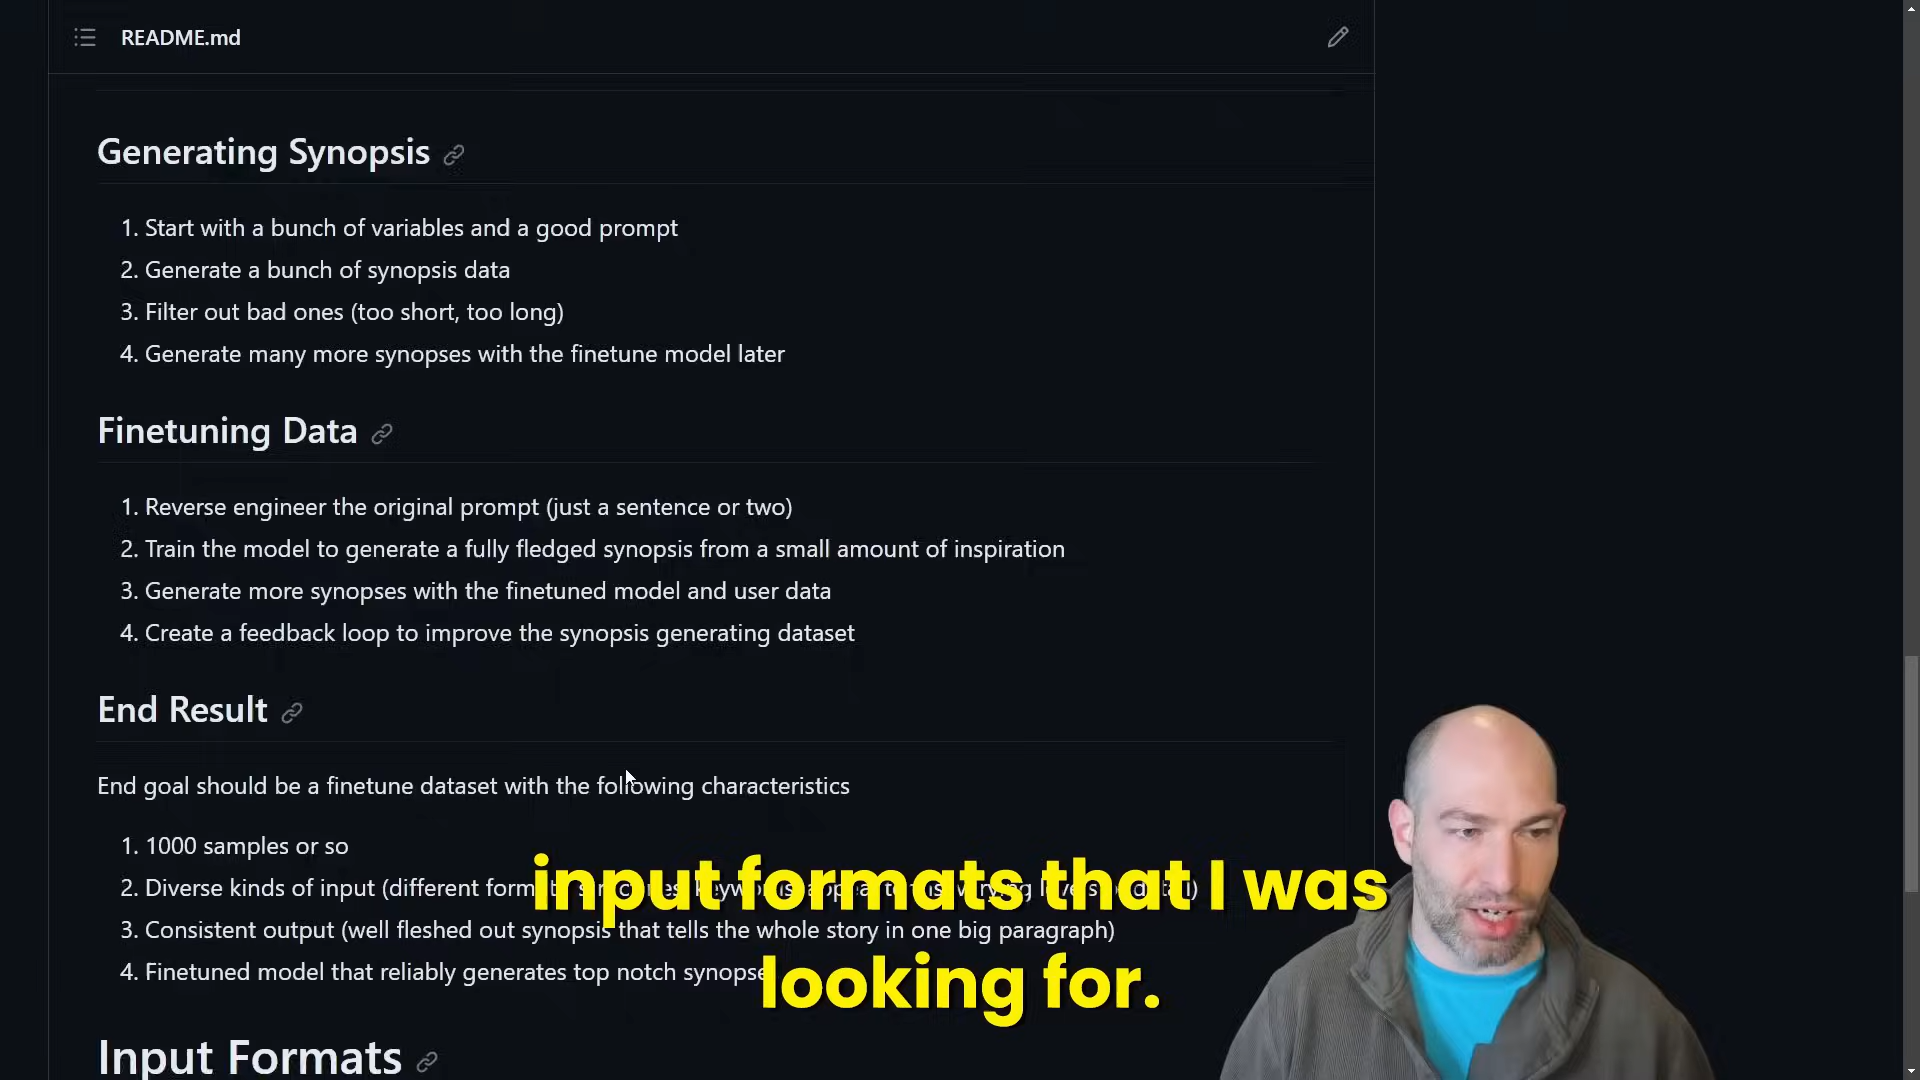 README.md
Generating Synopsis
1. Start with a bunch of variables and a good prompt
2. Generate a bunch of synopsis data
3. Filter out bad ones (too short, too long)
4. Generate many more synopses with the finetune model later
Finetuning Data
1. Reverse engineer the original prompt (just a sentence or two)
2. Train the model to generate a fully fledged synopsis from a small amount of inspiration
3. Generate more synopses with the finetuned model and user data
4. Create a feedback loop to improve the synopsis generating dataset
End Result
End goal should be a finetune dataset with the following characteristics
1. 1000 samples or so
2. Diverse kinds of input (different
input formats that I was
3. Consistent output (well fleshed out synopsis that tells the whole story in one big paragraph)
4. Finetuned model that reliably generates top notch
looking for.
Input Formats